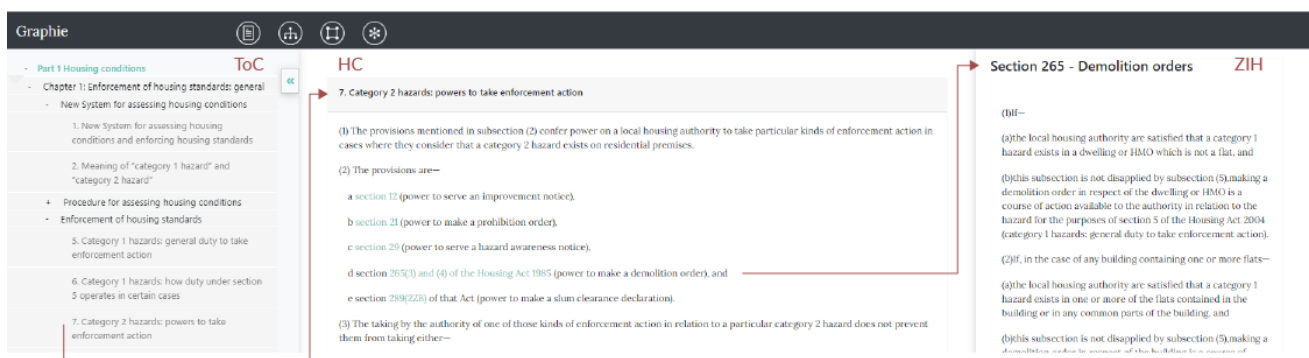 Graphie
ToC
- Part 1 Housing conditions
- Chapter 1: Enforcement of housing standards: general
- New System for assessing housing conditions
1. New System for assessing housing
conditions and enforcing housing standards
2. Meaning of "category 1 hazard" and
"category 2 hazard"
+ Procedure for assessing housing conditions
- Enforcement of housing standards
5. Category 1 hazards: general duty to take
enforcement action
6. Category 1 hazards: how duty under section
5 operates in certain cases
7. Category 2 hazards: powers to take
enforcement action
«
HC
7. Category 2 hazards: powers to take enforcement action
(1) The provisions mentioned in subsection (2) confer power on a local housing authority to take particular kinds of enforcement action in
cases where they consider that a category 2 hazard exists on residential premises.
(2) The provisions are—
a section 12 (power to serve an improvement notice),
b section 21 (power to make a prohibition order),
c section 29 (power to serve a hazard awareness notice),
d section 265(3) and (4) of the Housing Act 1985 (power to make a demolition order), and
e section 289(2ZB) of that Act (power to make a slum clearance declaration).
(3) The taking by the authority of one of those kinds of enforcement action in relation to a particular category 2 hazard does not prevent
them from taking either—
Section 265 - Demolition orders
ZIH
(1)If—
(a)the local housing authority are satisfied that a category 1
hazard exists in a dwelling or HMO which is not a flat, and
(b)this subsection is not disapplied by subsection (5),making a
demolition order in respect of the dwelling or HMO is a
course of action available to the authority in relation to the
hazard for the purposes of section 5 of the Housing Act 2004
(category 1 hazards: general duty to take enforcement action).
(2)If, in the case of any building containing one or more flats—
(a)the local housing authority are satisfied that a category 1
hazard exists in one or more of the flats contained in the
building or in any common parts of the building, and
(b)this subsection is not disapplied by subsection (5),making a
demolition order in respect of the building is a course of